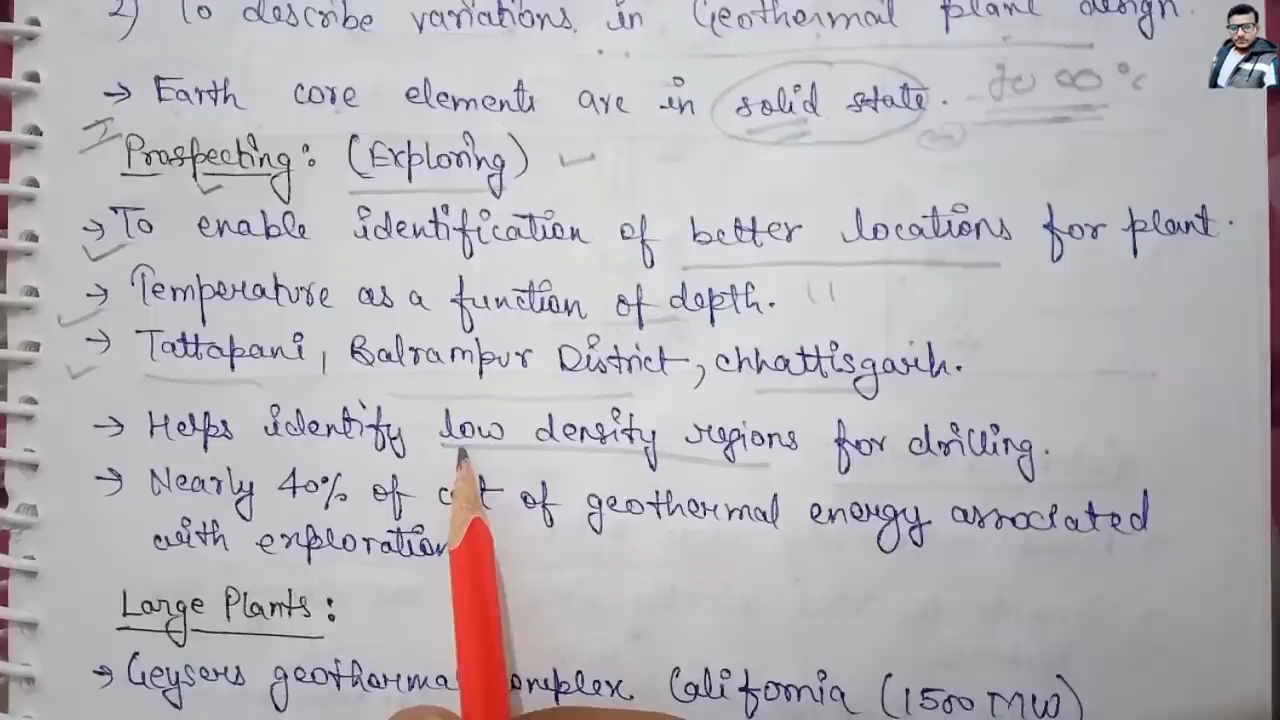 2) To describe variations in Geothermal plant design.
→ Earth core elements are in solid state.
Prospecting: (Exploring)
→ To enable identification of better locations for plant.
→ Temperature as a function of depth.
→ Tattapani, Balrampur District, Chhattisgarh.
→ Helps identify low density regions for drilling.
→ Nearly 40% of of geothermal energy associated
with exploration
Large Plants:
→ Geysers geothermal complex California (1500 MW)